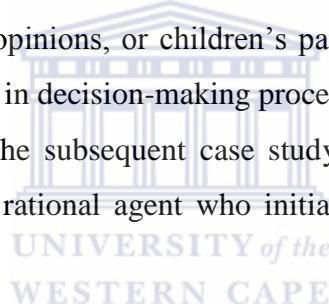 opinions, or children's pa
in decision-making proce
he subsequent case study
rational agent who initia
UNIVERSITY of the
WESTERN CAPE